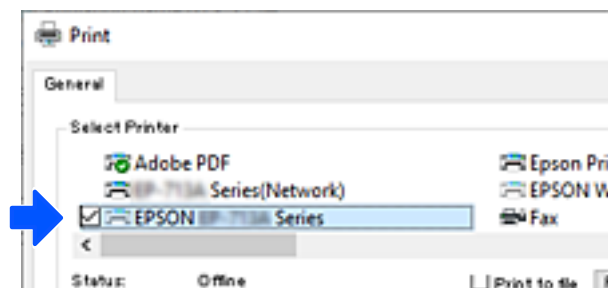 Print
General
Select Printer
Adobe PDF
Epson Pri
Series(Network)
EPSON W
EPSON Series
Fax
Status: Offline
Print to file